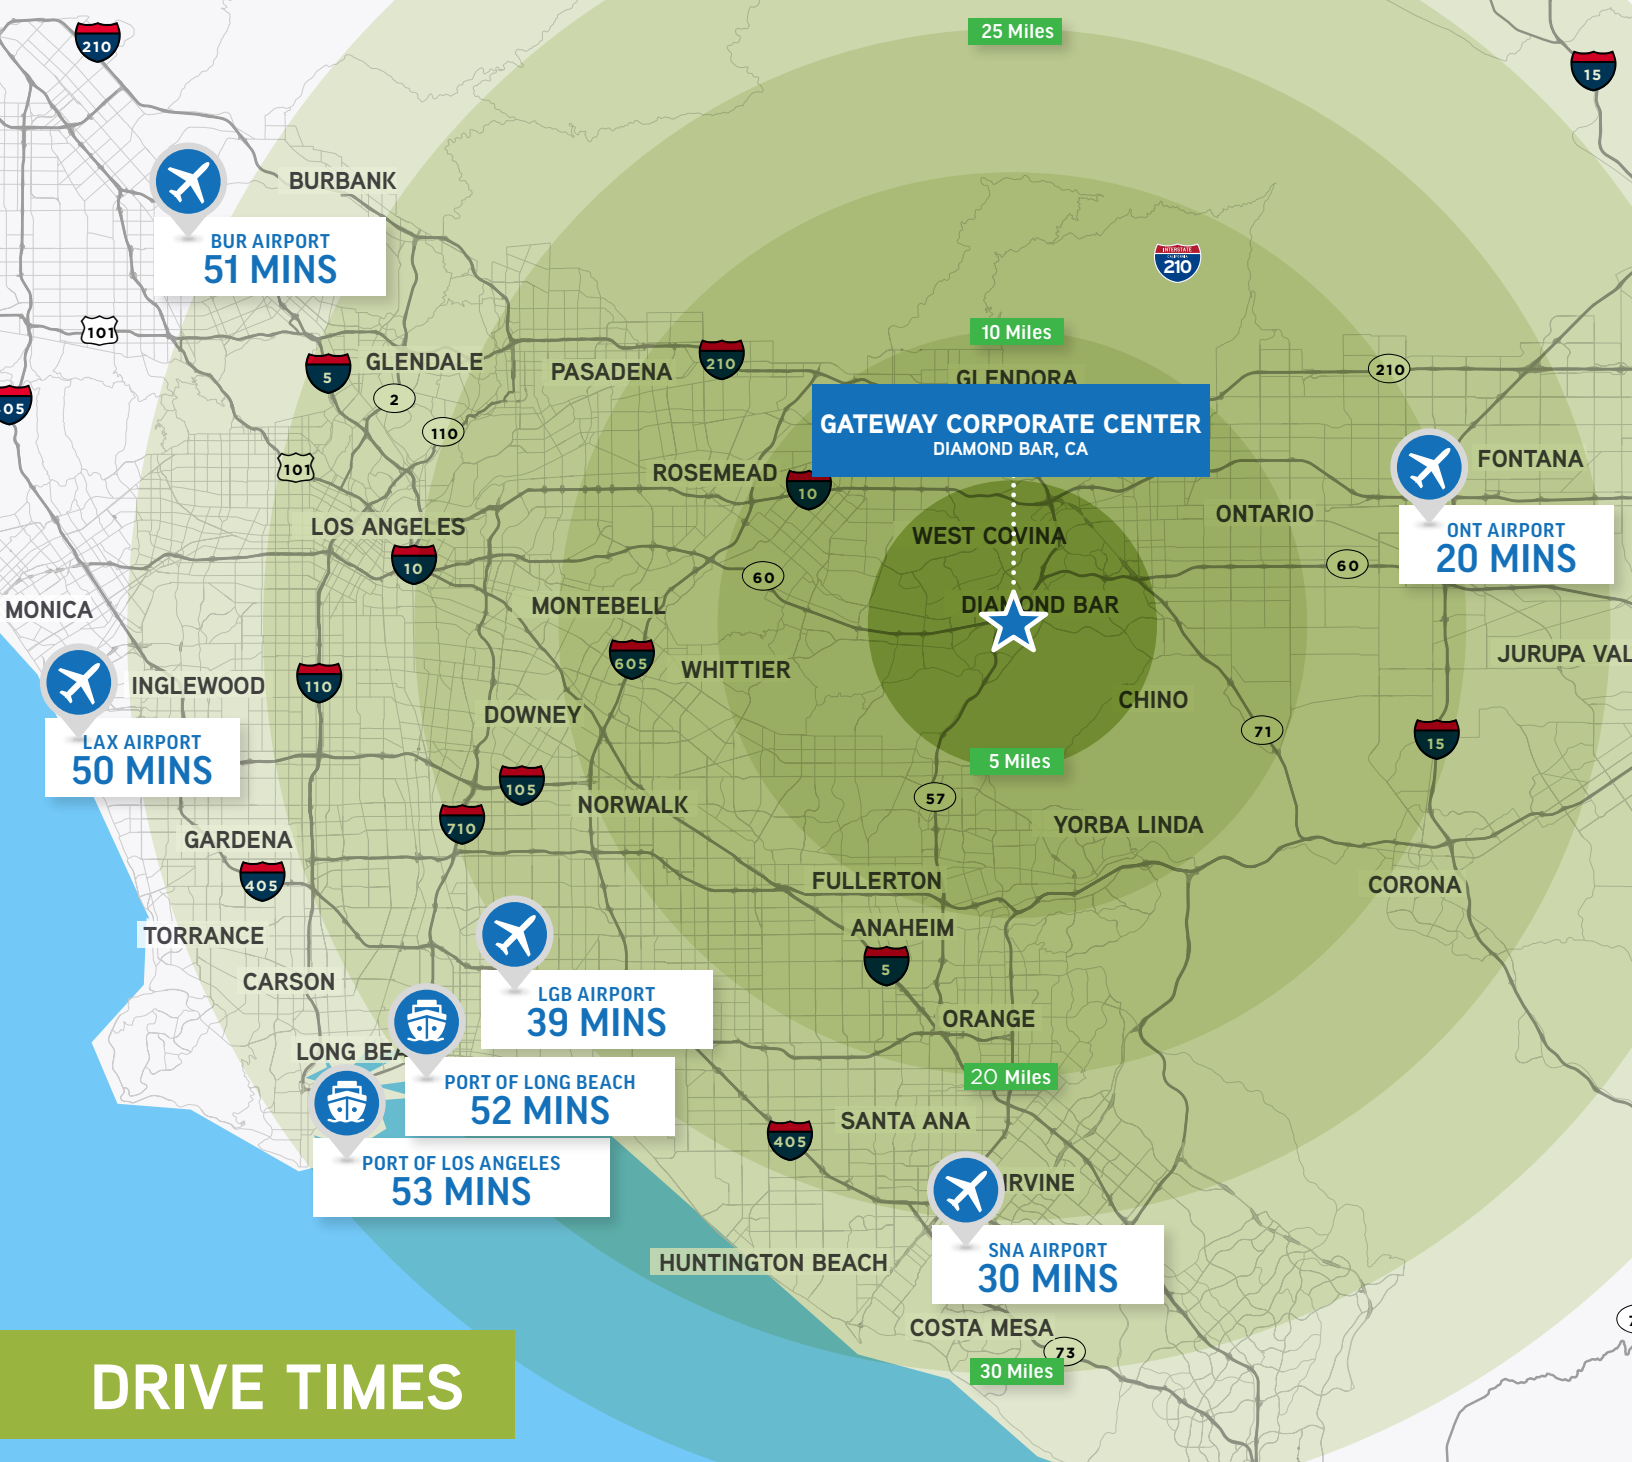 25 Miles
210
15
BURBANK
BUR AIRPORT
51 MINS
INTERSTATE
CALIFORNIA
210
101
10 Miles
5
GLENDALE
PASADENA
210
GLENDORA
210
05
2
110
GATEWAY CORPORATE CENTER
DIAMOND BAR, CA
101
ROSEMEAD
10
FONTANA
LOS ANGELES
WEST COVINA
ONTARIO
ONT AIRPORT
20 MINS
10
60
60
MONICA
MONTEBELL
DIAMOND BAR
605
WHITTIER
JURUPA VAL
INGLEWOOD
110
CHINO
DOWNEY
LAX AIRPORT
50 MINS
71
15
5 Miles
105
NORWALK
57
710
YORBA LINDA
GARDENA
405
FULLERTON
CORONA
TORRANCE
ANAHEIM
5
CARSON
LGB AIRPORT
39 MINS
ORANGE
LONG BEA
PORT OF LONG BEACH
52 MINS
20 Miles
SANTA ANA
405
PORT OF LOS ANGELES
53 MINS
IRVINE
SNA AIRPORT
30 MINS
HUNTINGTON BEACH
COSTA MESA
73
30 Miles
7
DRIVE TIMES